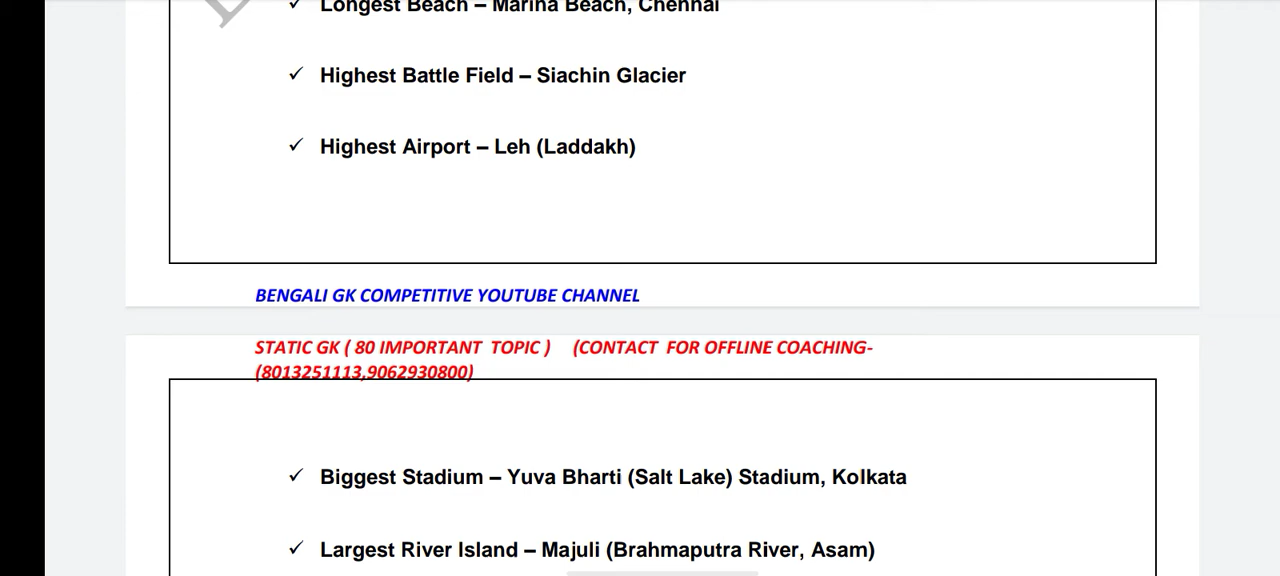 ✓ Longest Beach – Marina Beach, Chennai
✓ Highest Battle Field – Siachin Glacier
✓ Highest Airport – Leh (Laddakh)
BENGALI GK COMPETITIVE YOUTUBE CHANNEL
STATIC GK ( 80 IMPORTANT TOPIC ) (CONTACT FOR OFFLINE COACHING-
(8013251113,9062930800)
✓ Biggest Stadium – Yuva Bharti (Salt Lake) Stadium, Kolkata
✓ Largest River Island – Majuli (Brahmaputra River, Asam)